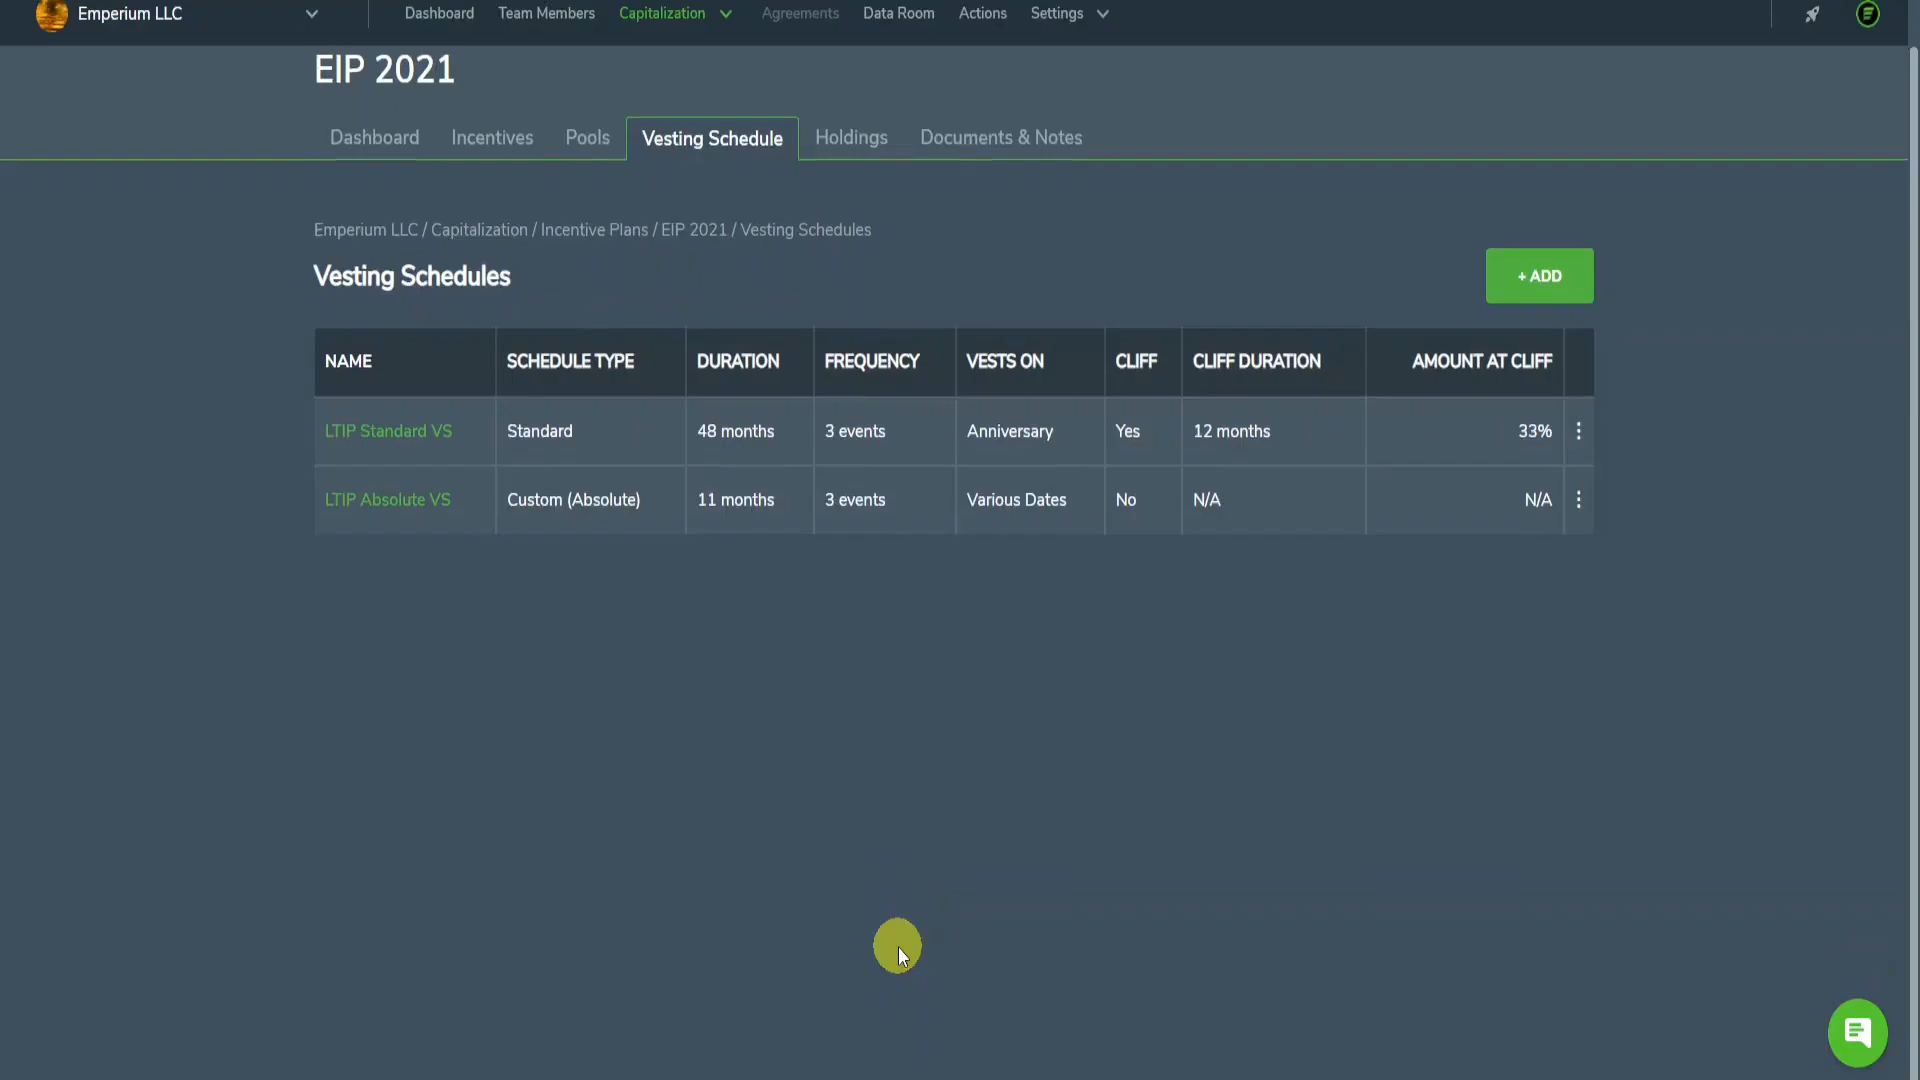 Emperium LLC Dashboard Team Members Capitalization Agreements Data Room Actions Settings
EIP 2021
Dashboard Incentives Pools Vesting Schedule Holdings Documents & Notes
Emperium LLC / Capitalization / Incentive Plans / EIP 2021 / Vesting Schedules
Vesting Schedules
+ ADD
NAME SCHEDULE TYPE DURATION FREQUENCY VESTS ON CLIFF CLIFF DURATION AMOUNT AT CLIFF
LTIP Standard VS Standard 48 months 3 events Anniversary Yes 12 months 33%
LTIP Absolute VS Custom (Absolute) 11 months 3 events Various Dates No N/A N/A